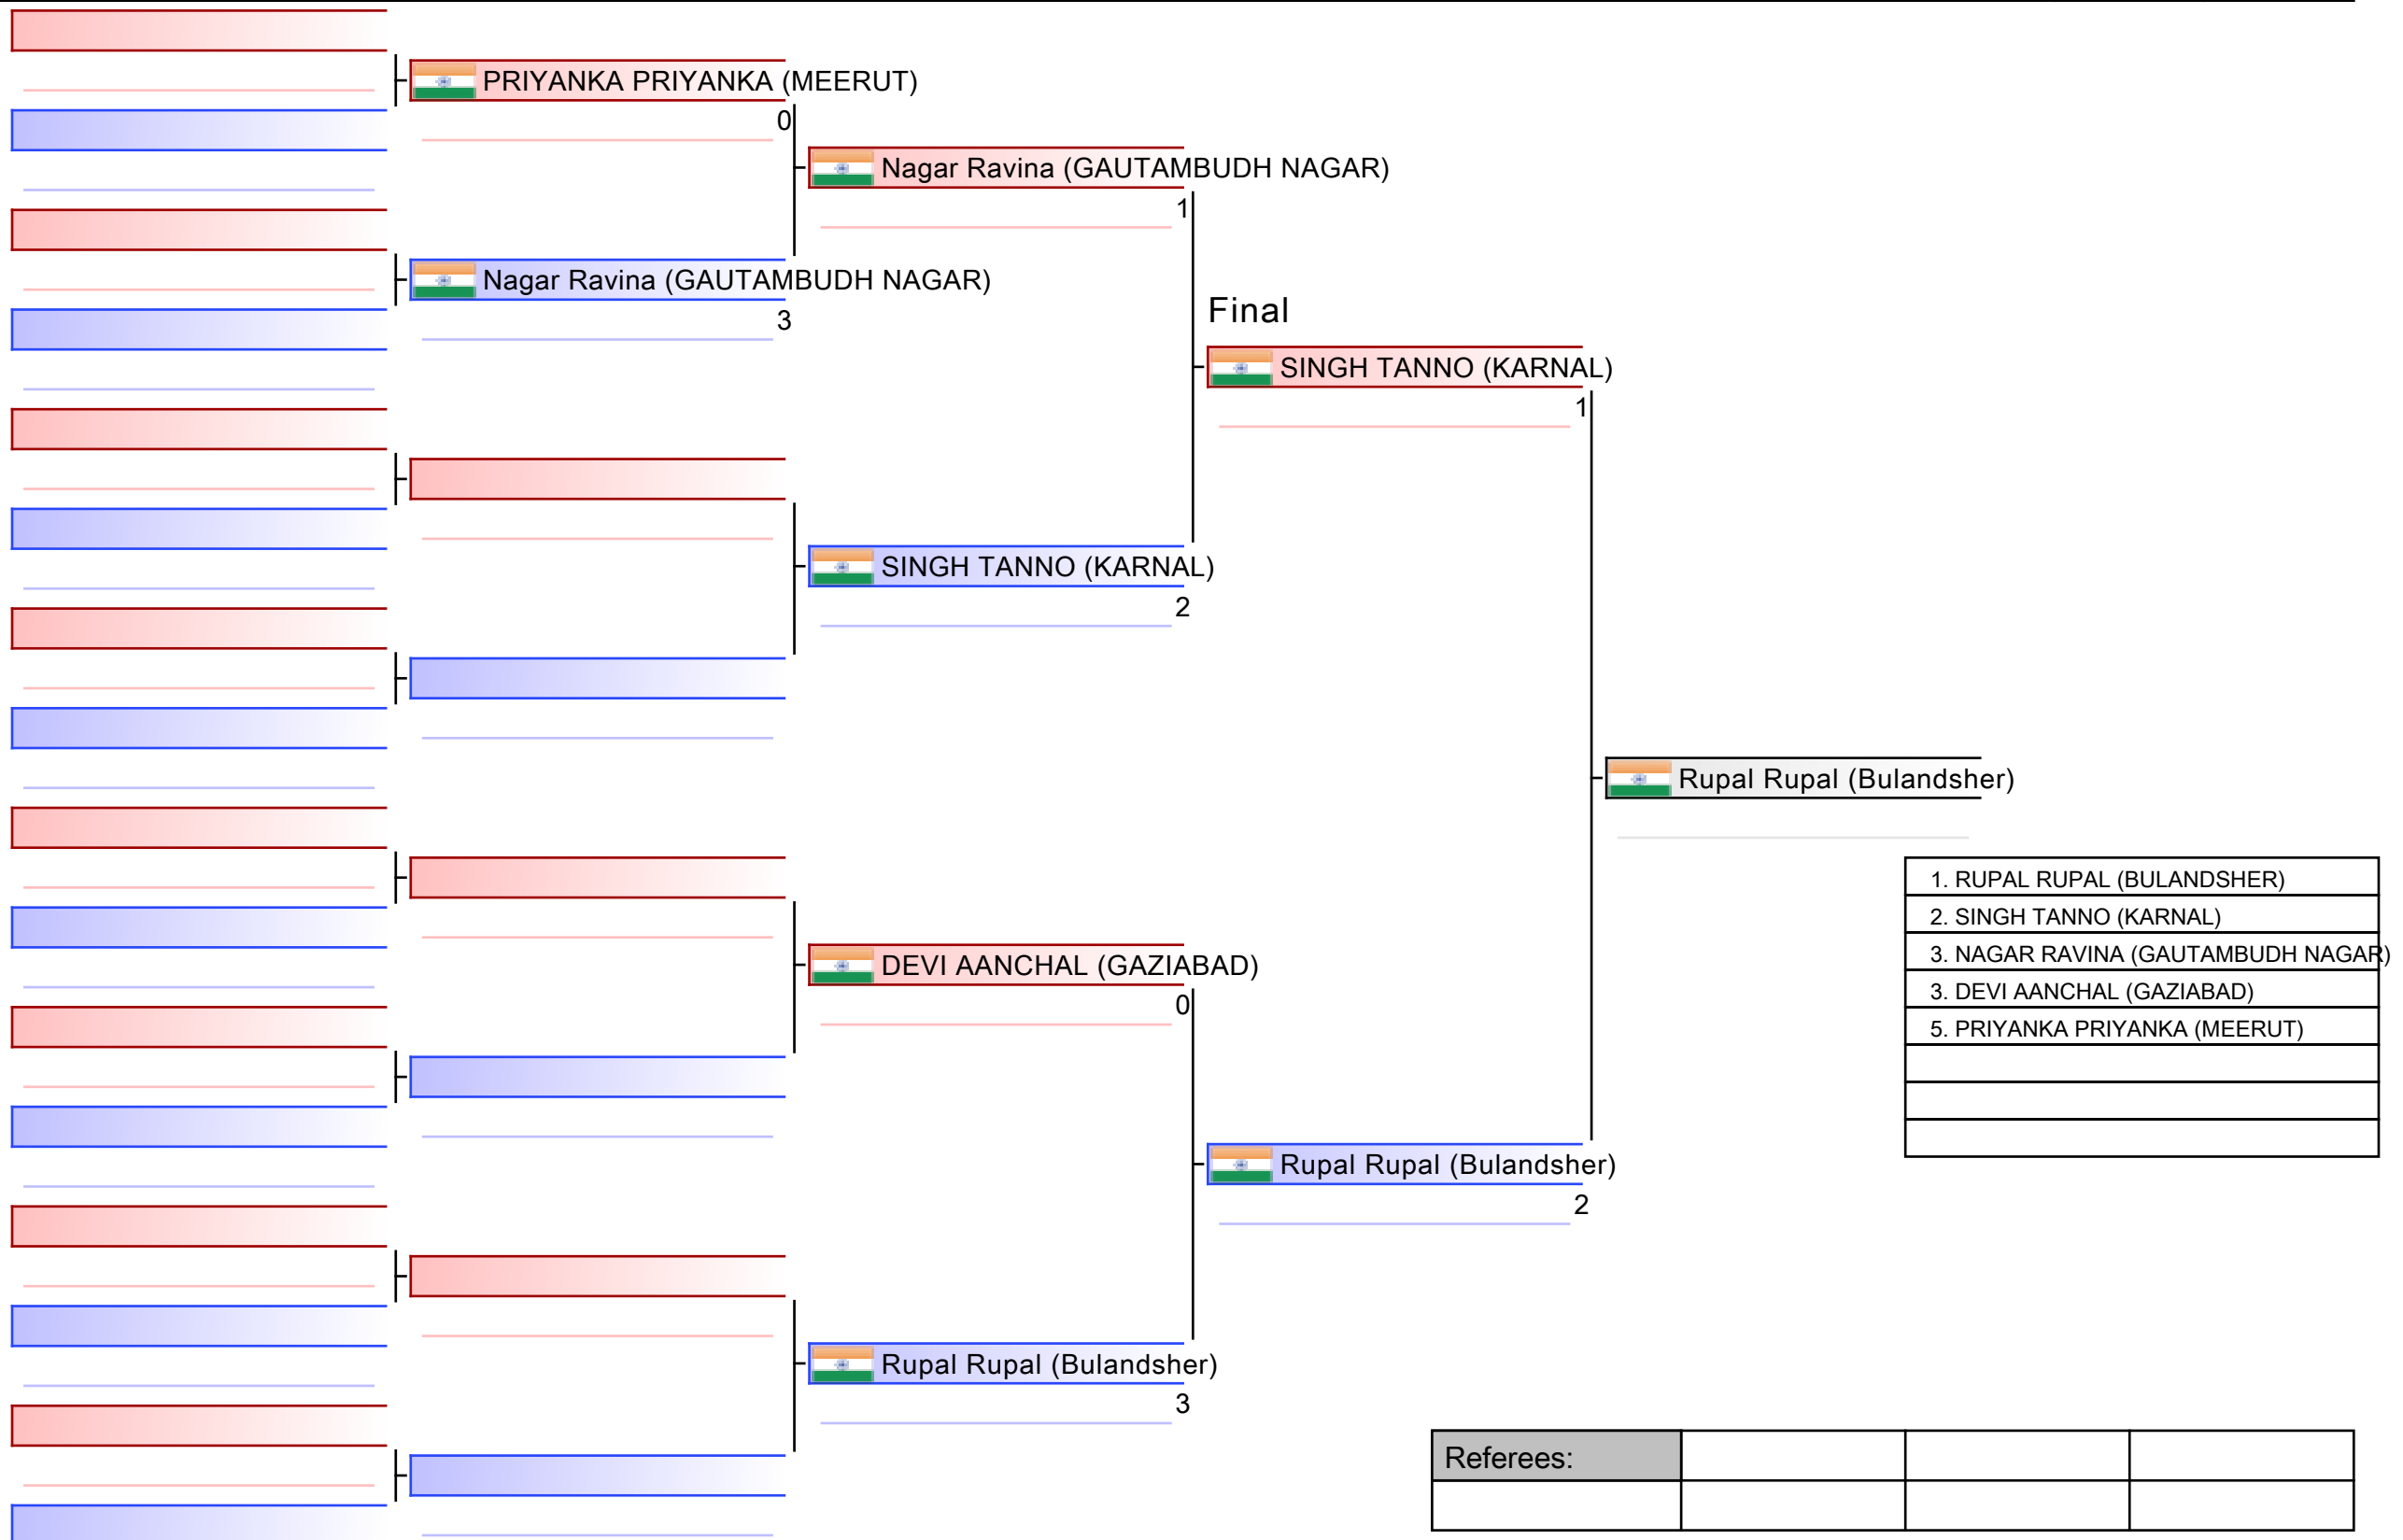 PRIYANKA PRIYANKA (MEERUT)
0
Nagar Ravina (GAUTAMBUDH NAGAR)
1
Nagar Ravina (GAUTAMBUDH NAGAR)
3
Final
SINGH TANNO (KARNAL)
1
SINGH TANNO (KARNAL)
2
Rupal Rupal (Bulandsher)
1. RUPAL RUPAL (BULANDSHER)
2. SINGH TANNO (KARNAL)
3. NAGAR RAVINA (GAUTAMBUDH NAGAR)
3. DEVI AANCHAL (GAZIABAD)
5. PRIYANKA PRIYANKA (MEERUT)
DEVI AANCHAL (GAZIABAD)
0
Rupal Rupal (Bulandsher)
2
Rupal Rupal (Bulandsher)
3
Referees: